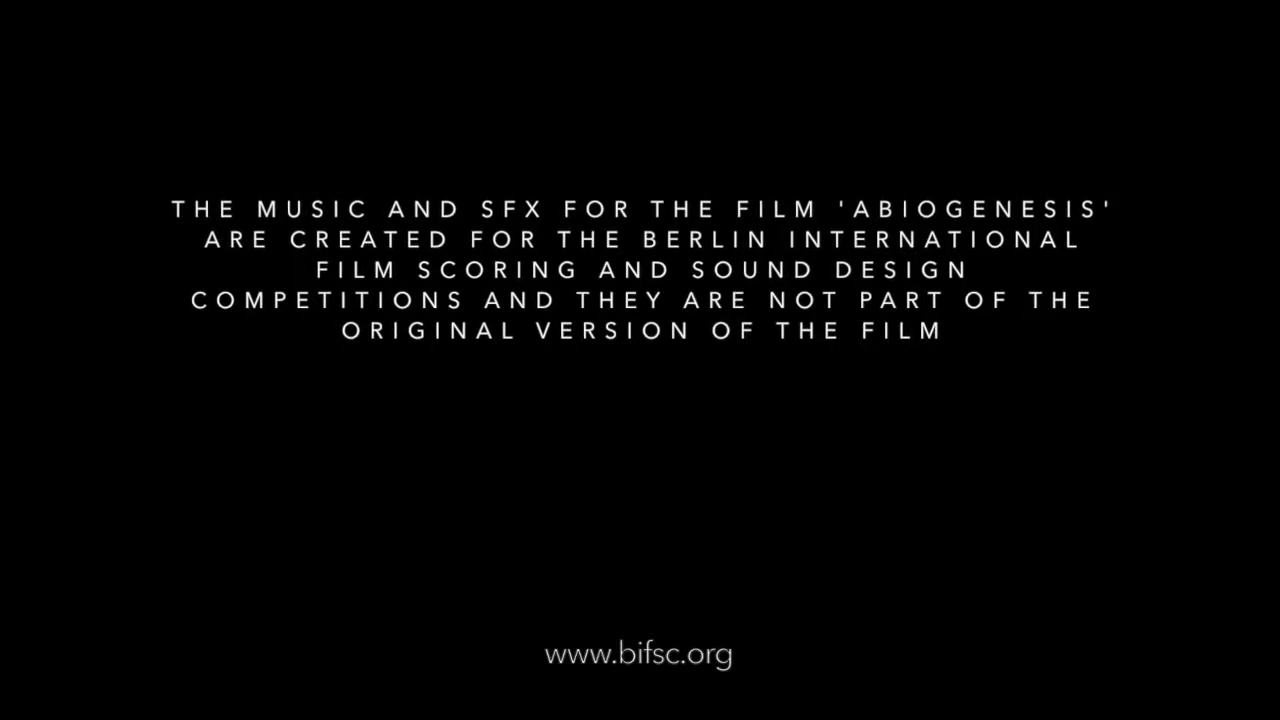 THE MUSIC AND SFX FOR THE FILM 'ABIOGENESIS'
ARE CREATED FOR THE BERLIN INTERNATIONAL
FILM SCORING AND SOUND DESIGN
COMPETITIONS AND THEY ARE NOT PART OF THE
ORIGINAL VERSION OF THE FILM
www.bifsc.org